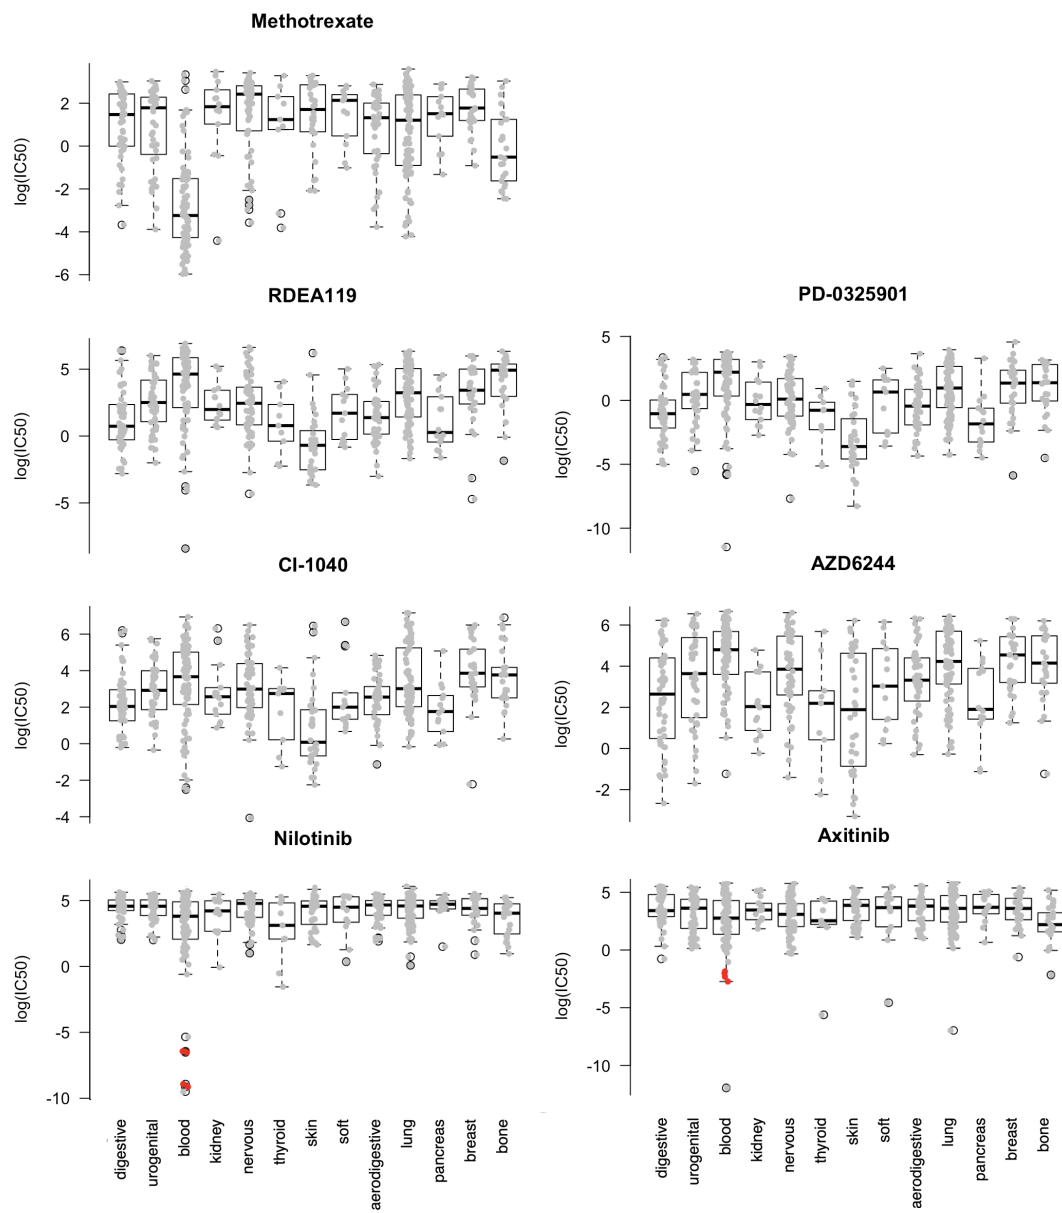 Methotrexate
log(IC50)
2
0
-2
-4
-6
RDEA119
log(IC50)
5
0
-5
PD-0325901
log(IC50)
5
0
-5
-10
CI-1040
log(IC50)
6
4
2
0
-2
-4
AZD6244
log(IC50)
6
4
2
0
-2
Nilotinib
log(IC50)
5
0
-5
-10
digestive
urogenital
blood
kidney
nervous
thyroid
skin
soft
aerodigestive
lung
pancreas
breast
bone
Axitinib
log(IC50)
5
0
-5
-10
digestive
urogenital
blood
kidney
nervous
thyroid
skin
soft
aerodigestive
lung
pancreas
breast
bone